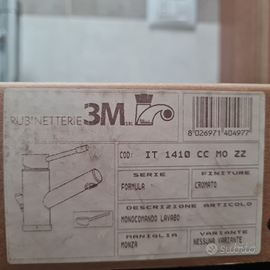 RUBINETTERIE 3M SRL
8 026971 404977
COD: IT 1410 CC MO ZZ
SERIE
FINITURE
FORMULA
CROMATO
DESCRIZIONE ARTICOLO
MONOCOMANDO LAVABO
MANIGLIA
VARIANTE
MONZA
NESSUNA VARIANTE